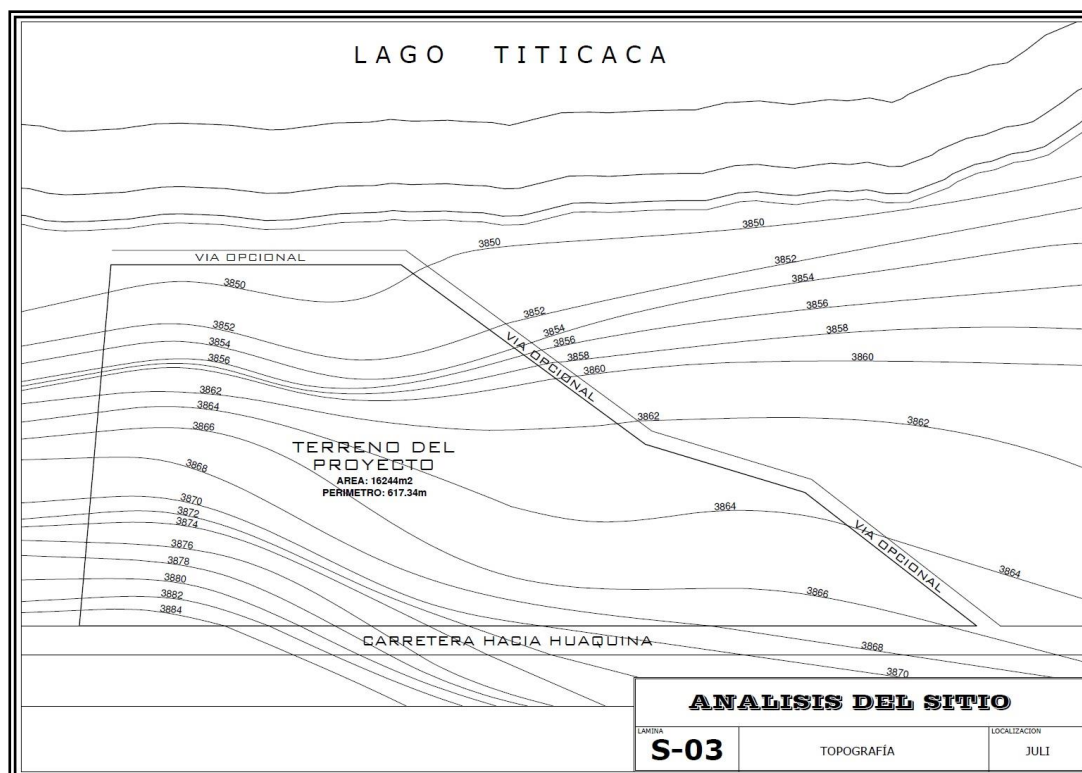 LAGO TITICACA
3850
3850
VIA OPCIONAL
3852
3854
3850
3856
3852
3858
3852
3854
3854
3856
VIA OPCIONAL
3856
3858
3860
3860
3862
3864
3862
3862
3866
TERRENO DEL
PROYECTO
3868
AREA: 16244m2
PERIMETRO: 617.34m
3870
3864
3872
3874
VIA OPCIONAL
3876
3878
3864
3880
3866
3882
3884
CARRETERA HACIA HUAQUINA
3868
3870
ANALISIS DEL SITIO
LAMINA
S-03
TOPOGRAFÍA
LOCALIZACION
JULI